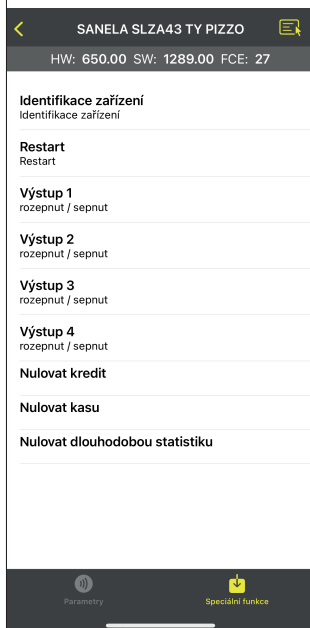 SANELA SLZA43 TY PIZZO
HW: 650.00 SW: 1289.00 FCE: 27
Identifikace zařízení
Identifikace zařízení
Restart
Restart
Výstup 1
rozepnut / sepnut
Výstup 2
rozepnut / sepnut
Výstup 3
rozepnut / sepnut
Výstup 4
rozepnut / sepnut
Nulovat kredit
Nulovat kasu
Nulovat dlouhodobou statistiku
Parametry
Speciální funkce